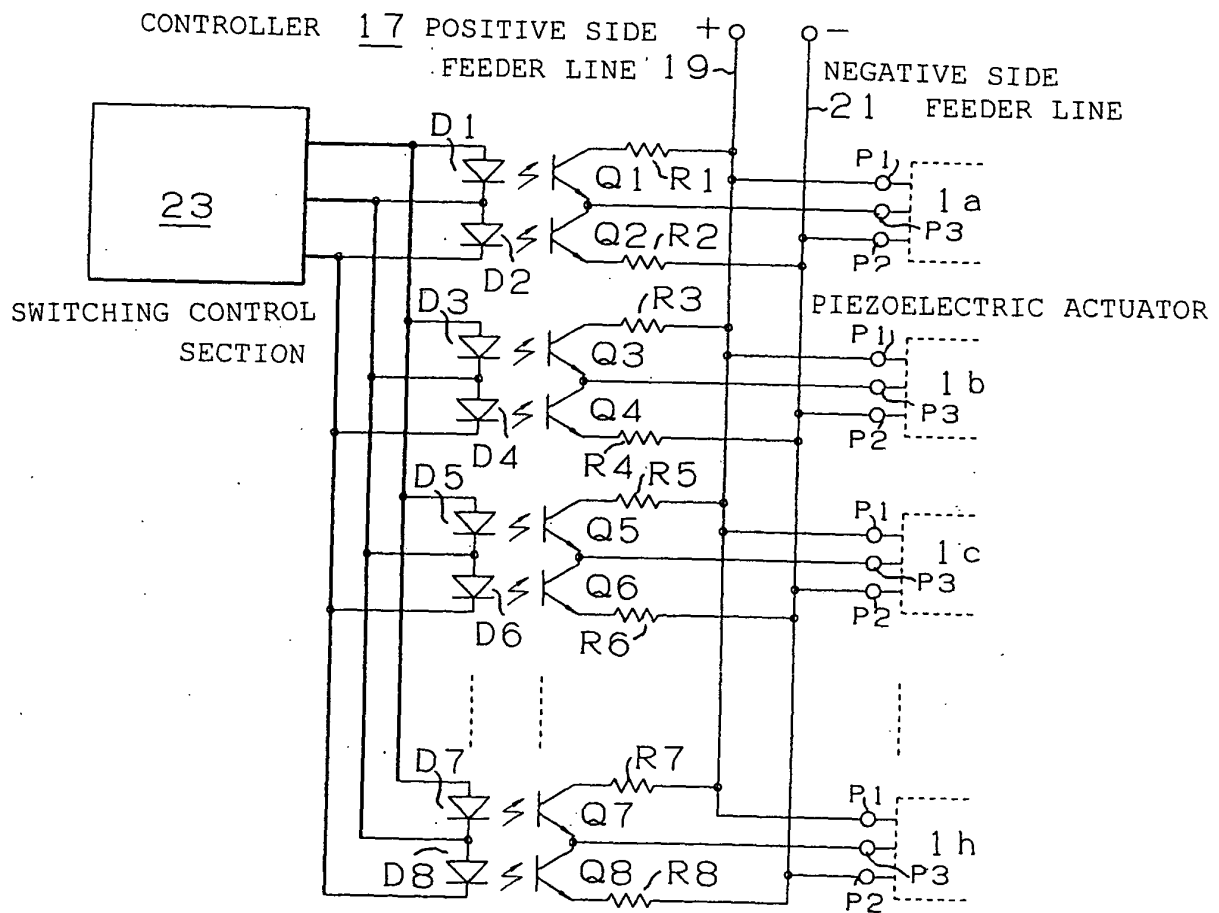 CONTROLLER 17 POSITIVE SIDE
FEEDER LINE 19
+ −
NEGATIVE SIDE
21 FEEDER LINE
23
SWITCHING CONTROL
SECTION
D1
Q1 R1
P1
1a
P3
D2
Q2 R2
P2
PIEZOELECTRIC ACTUATOR
D3
Q3
R3
P1
1b
P3
D4
Q4
R4
P2
D5
Q5
R5
P1
1c
P3
D6
Q6
R6
P2
D7
Q7
R7
P1
1h
P3
D8
Q8 R8
P2